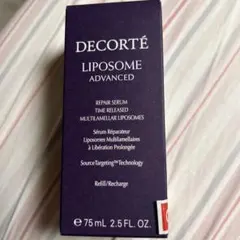 DECORTÉ
LIPOSOME
ADVANCED
REPAIR SERUM
TIME RELEASED
MULTILAMELLAR LIPOSOMES
Sérum Réparateur
Liposomes Multilamellaires
à Libération Prolongée
SourceTargeting™ Technology
Refill/Recharge
℮ 75 mL 2.5 FL. OZ.